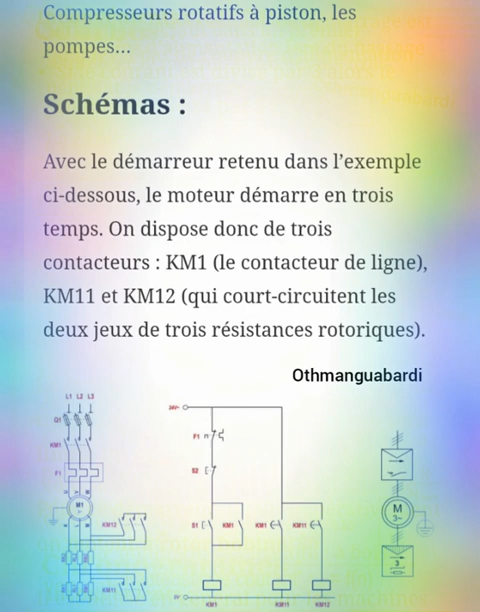 Compresseurs rotatifs à piston, les
pompes...
Schémas :
Avec le démarreur retenu dans l’exemple
ci-dessous, le moteur démarre en trois
temps. On dispose donc de trois
contacteurs : KM1 (le contacteur de ligne),
KM11 et KM12 (qui court-circuitent les
deux jeux de trois résistances rotoriques).
Othmanguabardi
L1 L2 L3
Q1
KM1
F1
M1
KM12
KM11
24V~
F1
S2
S1 KM1 KM1 KM11
0V
KM1 KM11 KM12
M
3~
3